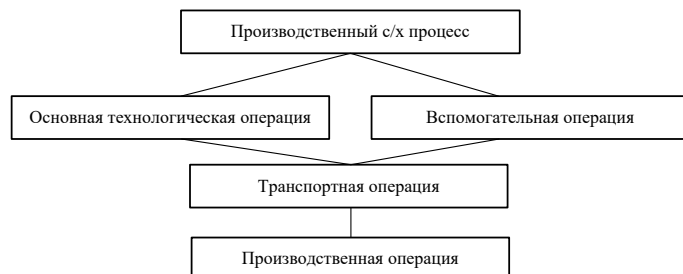 Производственный с/х процесс
Основная технологическая операция
Вспомогательная операция
Транспортная операция
Производственная операция